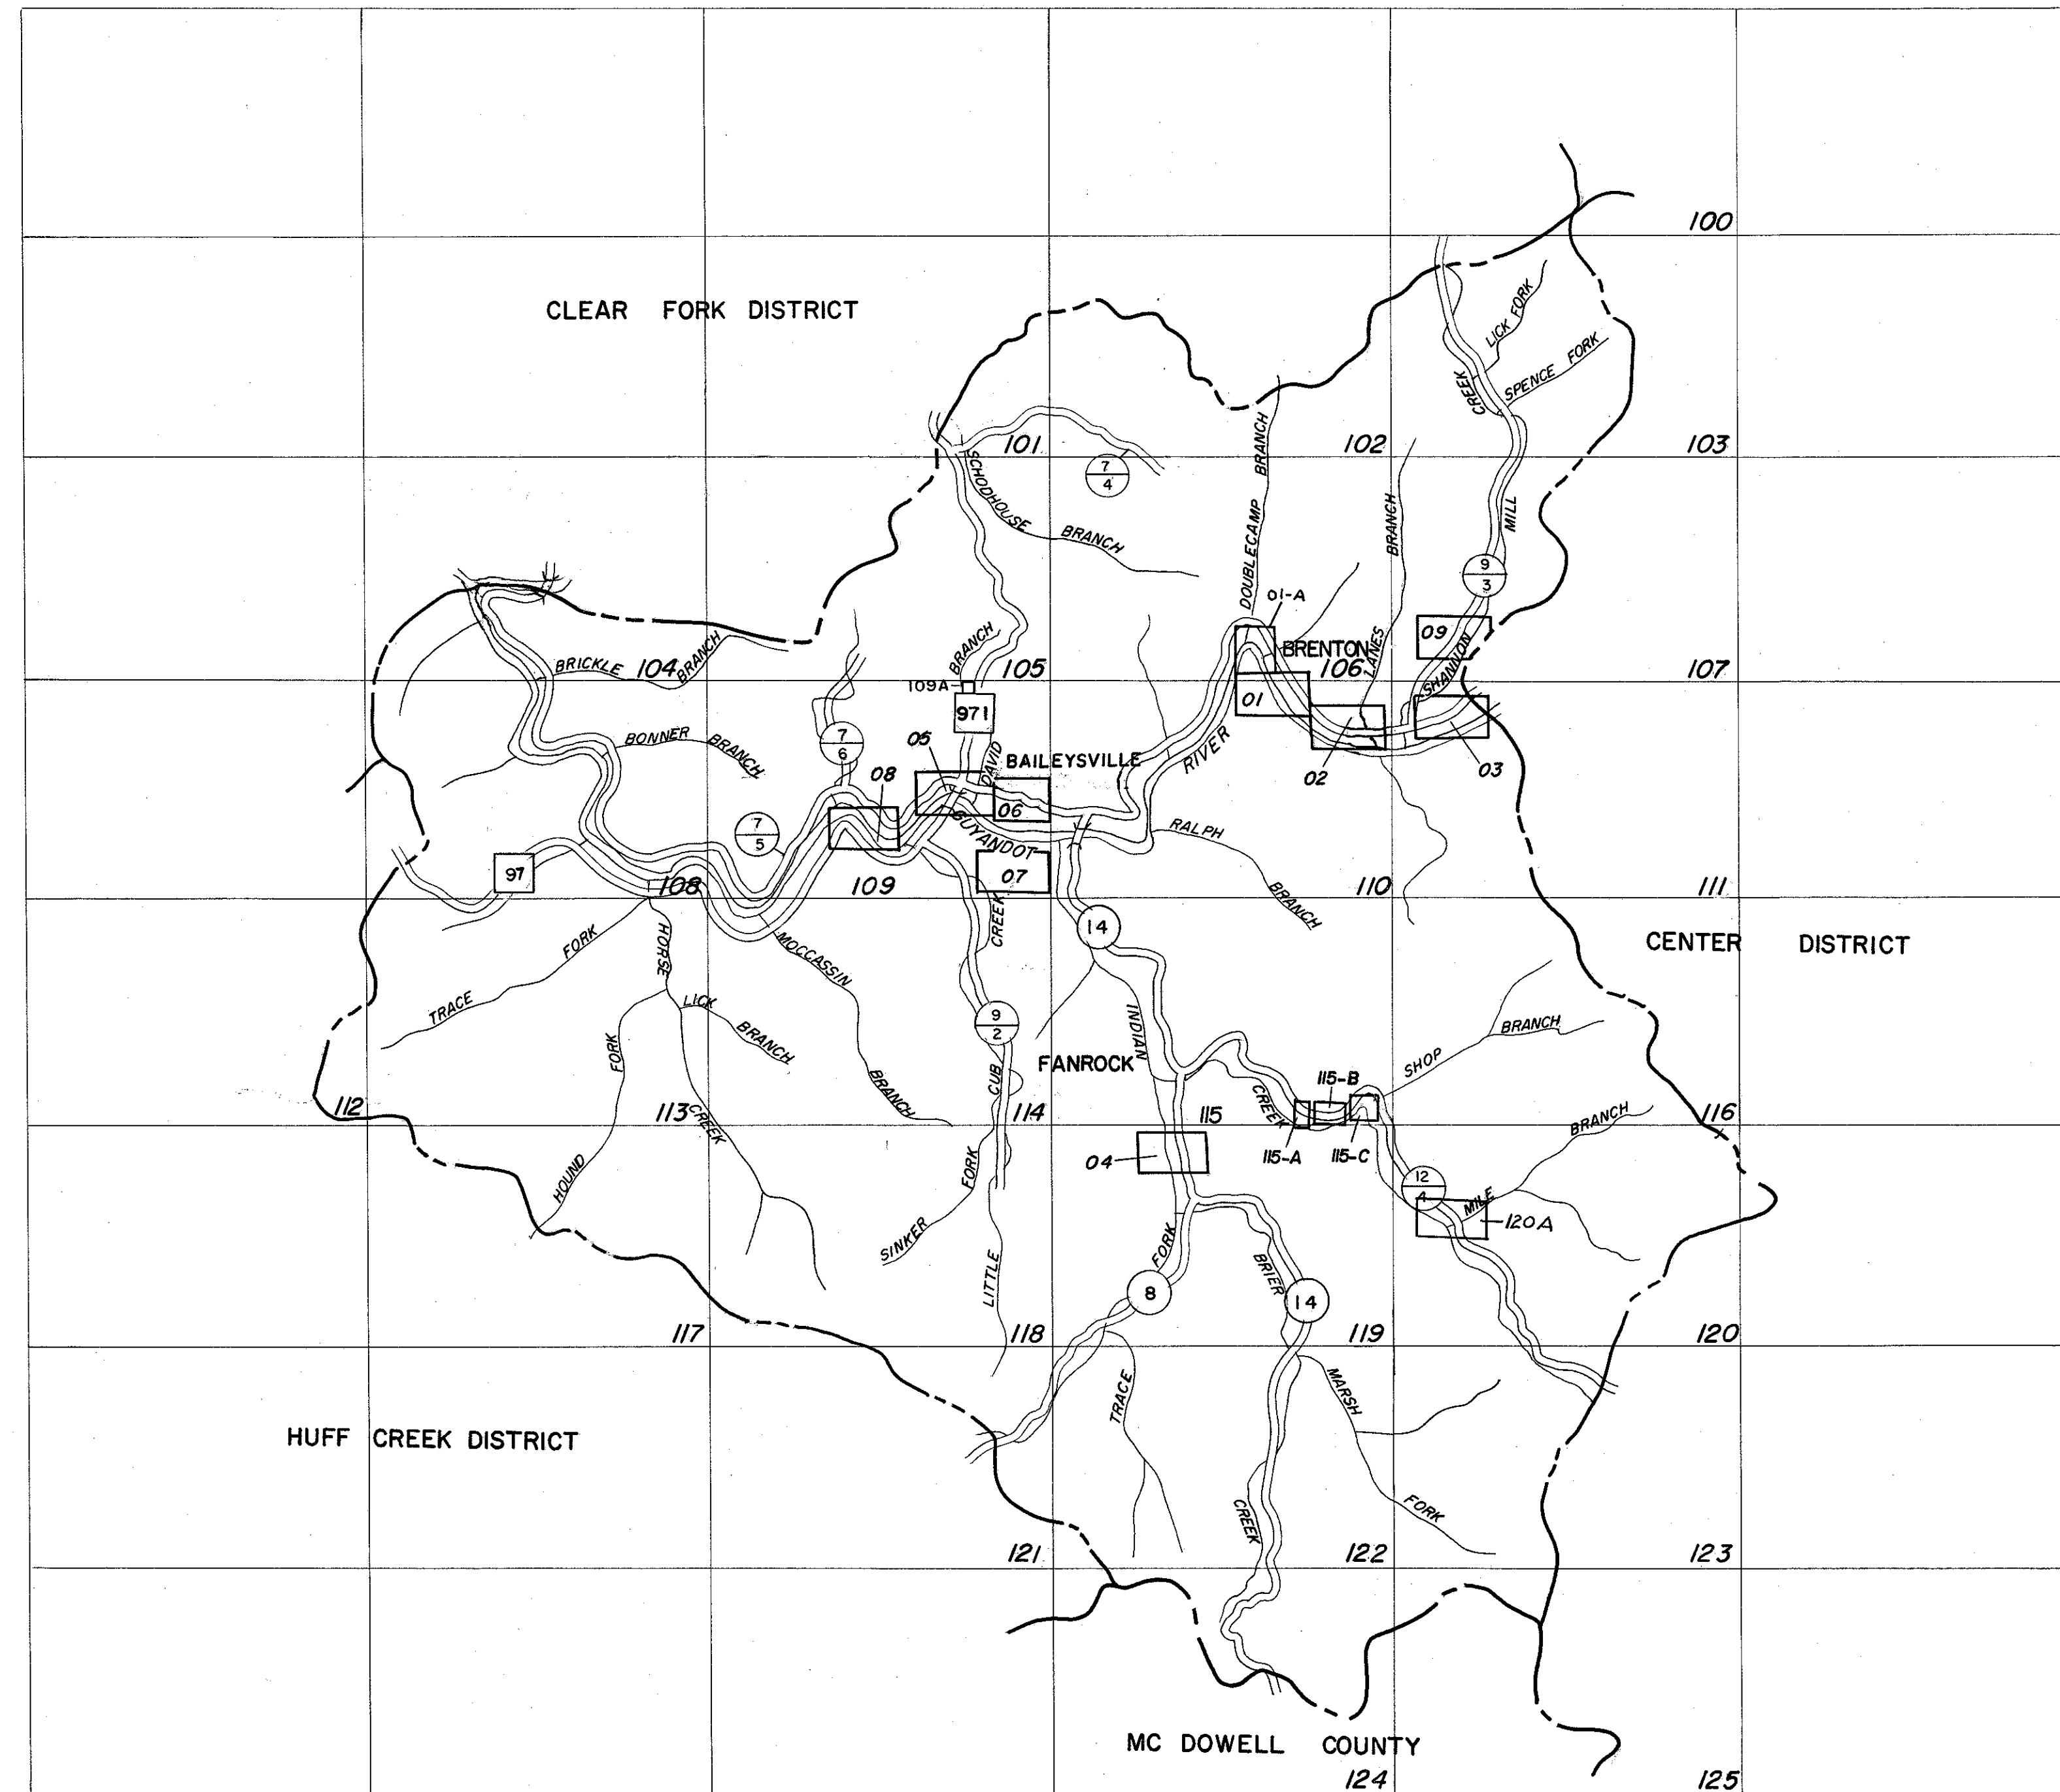 100
CLEAR FORK DISTRICT
LICK FORK
SPENCE FORK
CREEK
101
102
103
7
4
SCHODHOUSE
BRANCH
DOUBLECAMP BRANCH
BRANCH
LANES
MILL
9
3
01-A
BRENTON
09
SHANNON
BRICKLE
104
BRANCH
BRANCH
105
106
107
109A
971
01
BONNER BRANCH
7
6
05
DAVID
BAILEYSVILLE
RIVER
02
03
08
06
7
5
GUYANDOT
RALPH
BRANCH
97
07
108
109
110
111
CREEK
14
FORK
HORSE
MOCCASSIN
CENTER DISTRICT
TRACE
LICK
BRANCH
INDIAN
9
2
BRANCH
SHOP
FORK
FANROCK
CUB
BRANCH
115-B
CREEK
BRANCH
112
113
CREEK
114
115
116
115-A
115-C
04
12
4
HOUND
FORK
MILE
120A
SINKER
FORK
BRIER
LITTLE
8
14
117
118
119
120
TRACE
MARSH
HUFF CREEK DISTRICT
CREEK
FORK
121
122
123
MC DOWELL COUNTY
124
125